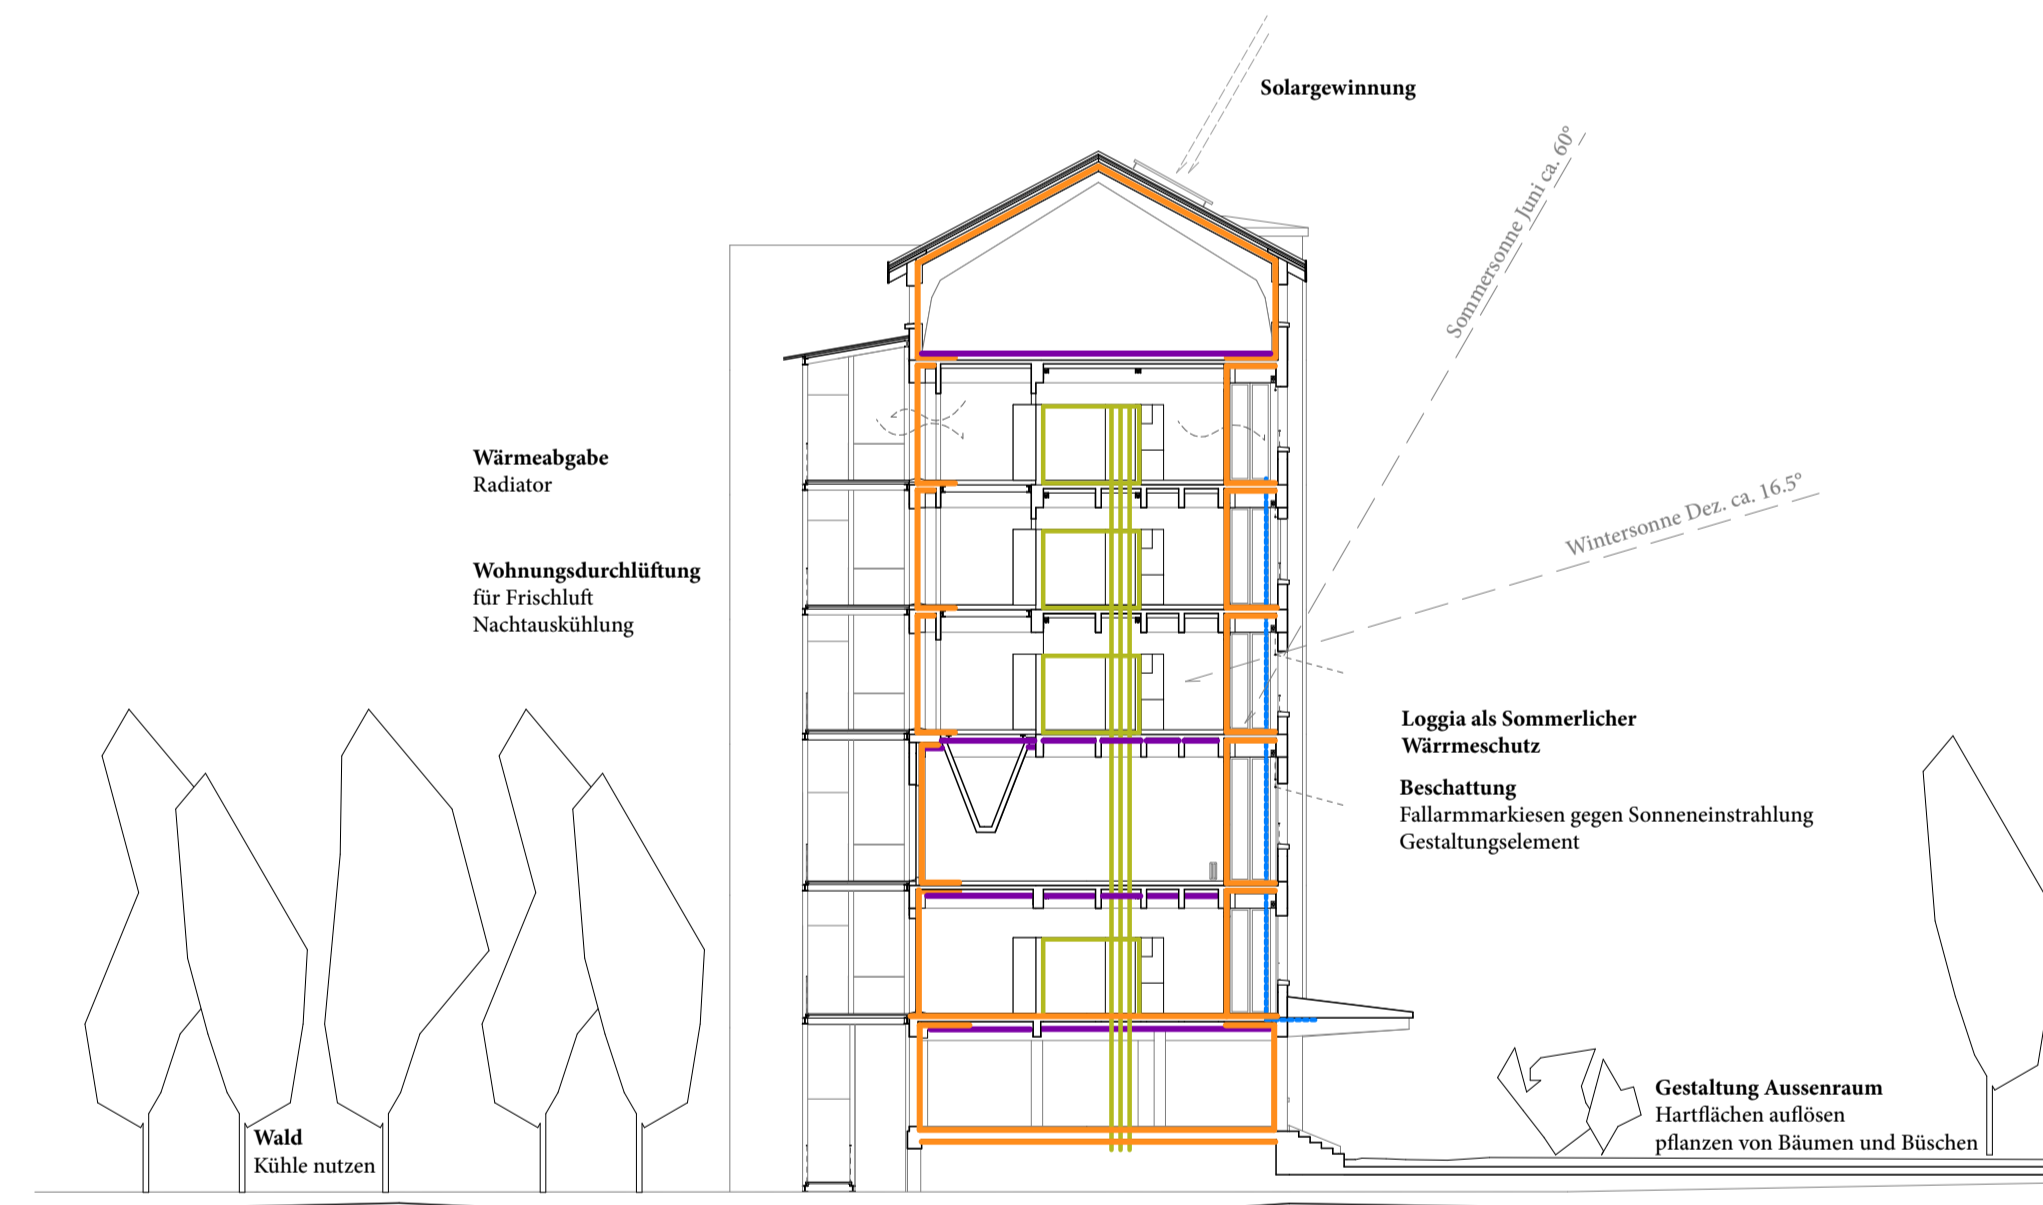 Solargewinnung
Sommersonne Juni ca. 60°
Wärmeabgabe
Radiator
Wintersonne Dez. ca. 16.5°
Wohnungsdurchlüftung
für Frischluft
Nachtauskühlung
Loggia als Sommerlicher
Wärrmeschutz
Beschattung
Fallarmmarkiesen gegen Sonneneinstrahlung
Gestaltungselement
Gestaltung Aussenraum
Hartflächen auflösen
pflanzen von Bäumen und Büschen
Wald
Kühle nutzen